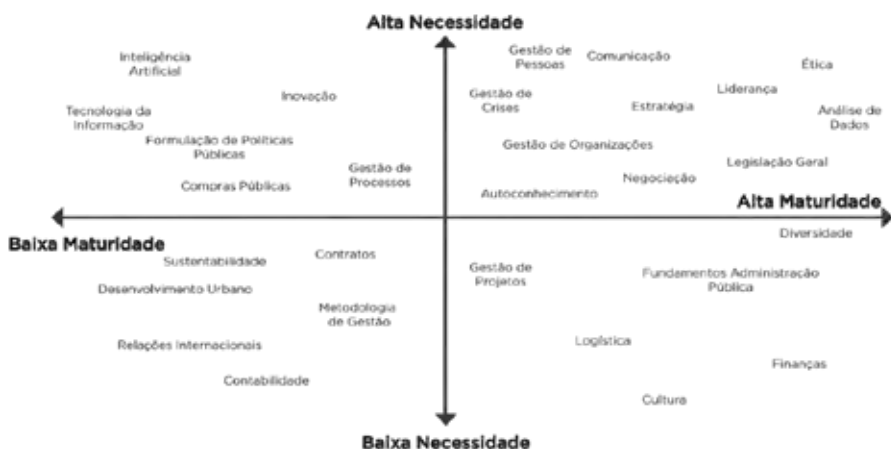 Alta Necessidade
Inteligência
Artificial
Gestão de
Pessoas
Comunicação
Ética
Inovação
Gestão de
Crises
Liderança
Estratégia
Tecnologia da
Informação
Análise de
Dados
Formulação de Políticas
Públicas
Gestão de Organizações
Legislação Geral
Gestão de
Processos
Negociação
Compras Públicas
Autoconhecimento
Alta Maturidade
Baixa Maturidade
Diversidade
Sustentabilidade
Contratos
Gestão de
Projetos
Fundamentos Administração
Pública
Desenvolvimento Urbano
Metodologia
de Gestão
Relações Internacionais
Logística
Finanças
Contabilidade
Cultura
Baixa Necessidade